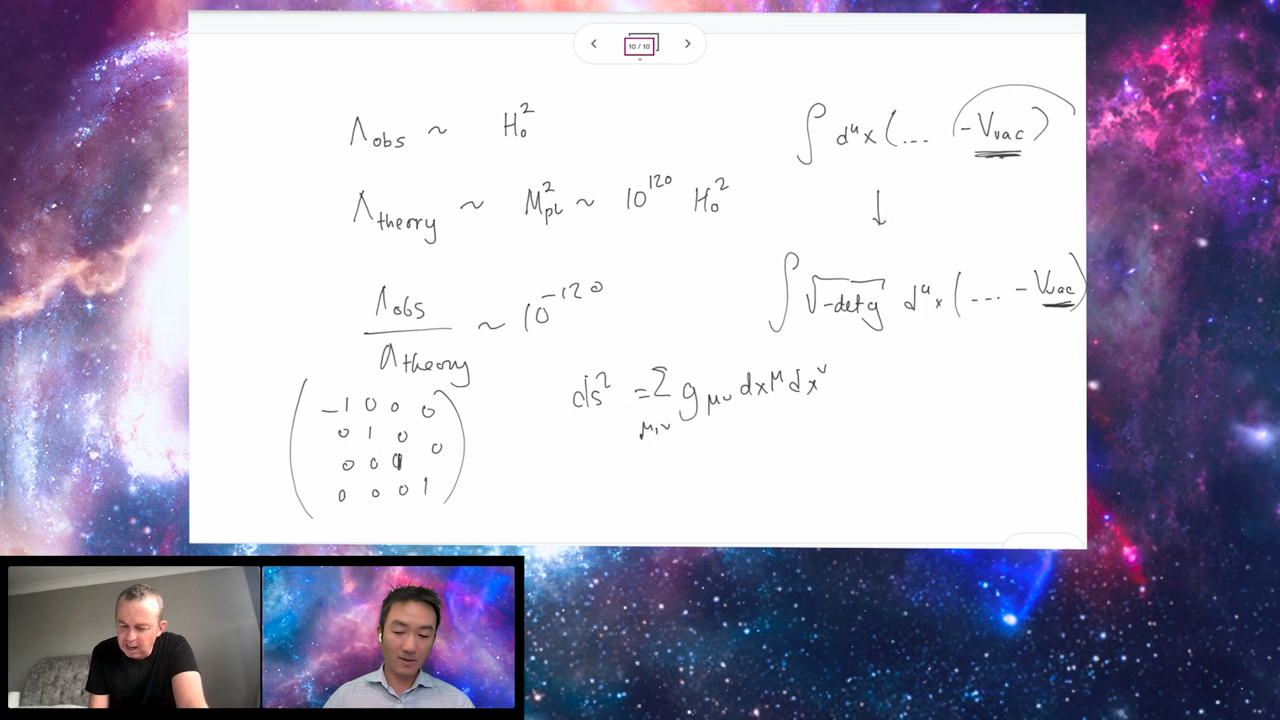 10 / 10
Λobs ~ H₀²
Λtheory ~ M²pl ~ 10¹²⁰ H₀²
Λobs / Λtheory ~ 10⁻¹²⁰
-1 0 0 0
0 1 0 0
0 0 1 0
0 0 0 1
∫ d⁴x (... - Vvac)
↓
∫ √-det g d⁴x (... - Vvac)
ds² = Σμ,ν gμν dxμ dxν